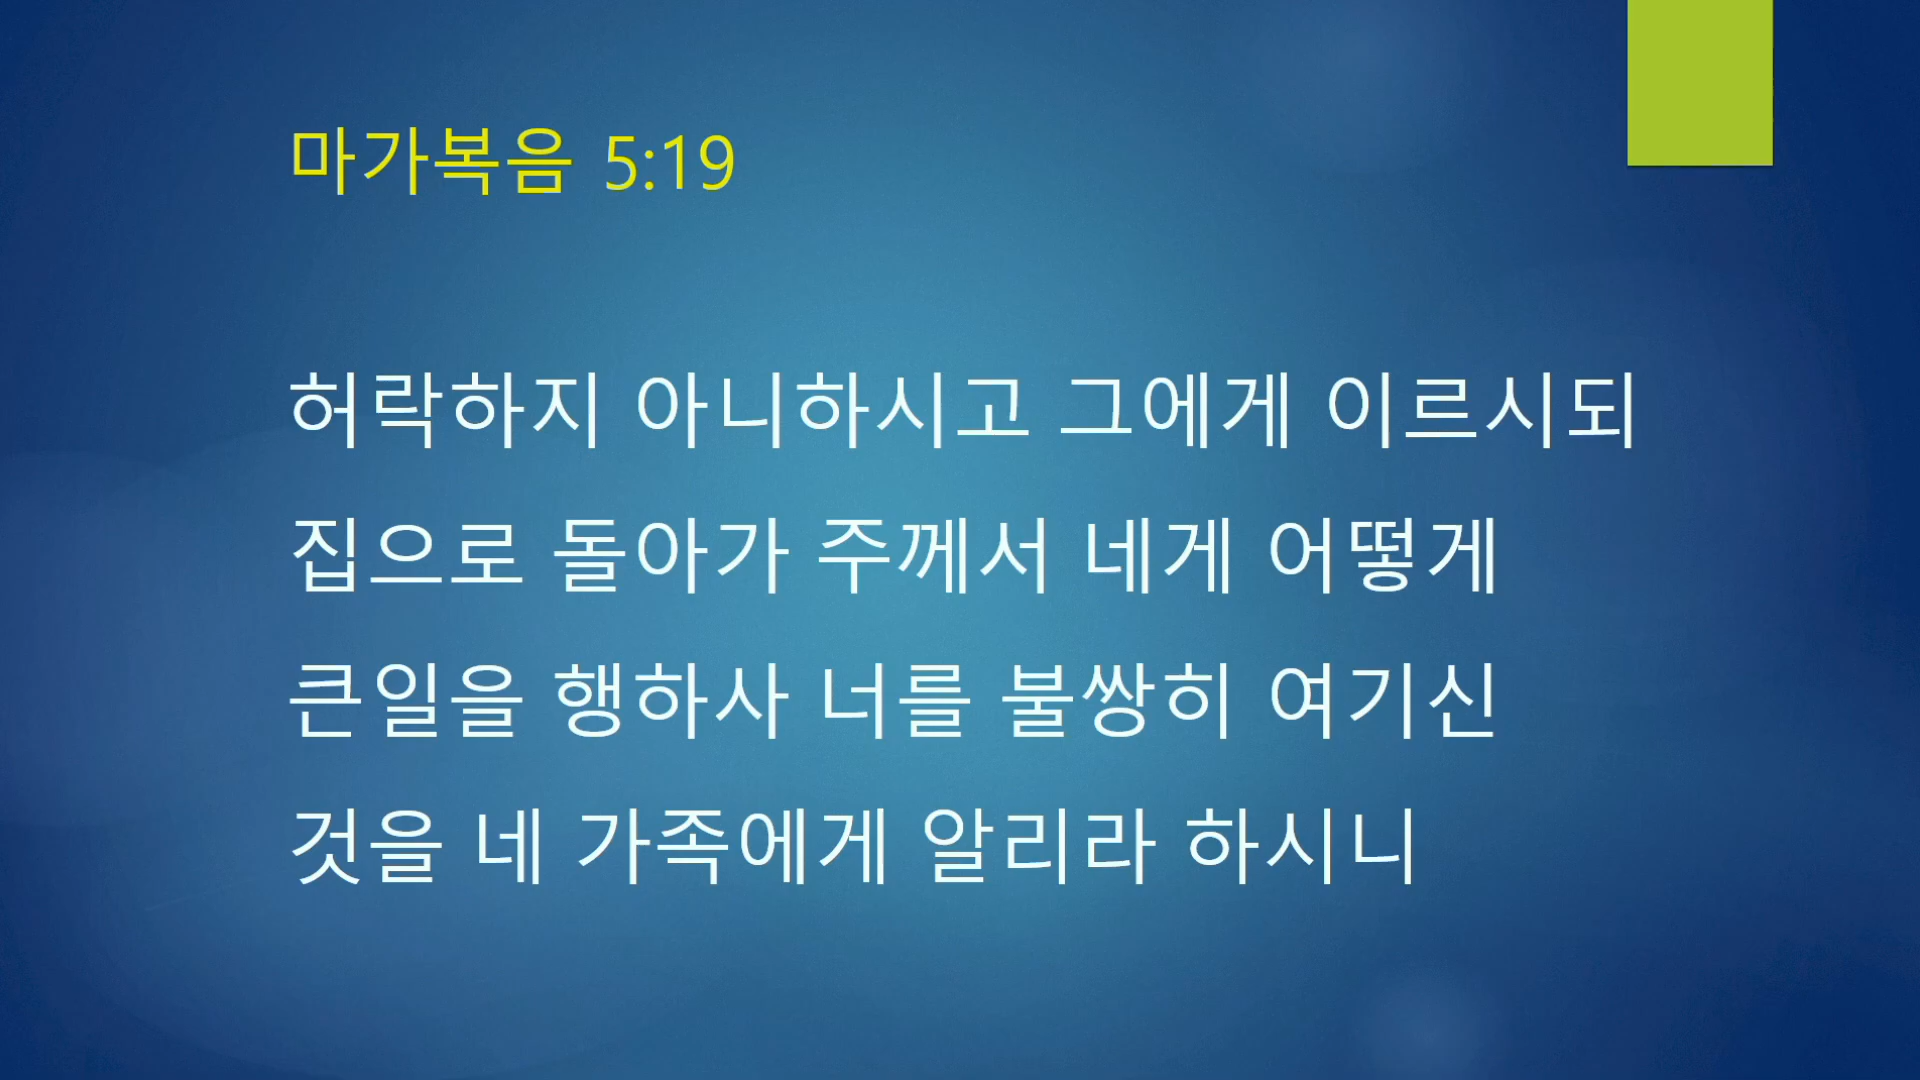 마가복음 5:19
허락하지 아니하시고 그에게 이르시되
집으로 돌아가 주께서 네게 어떻게
큰일을 행하사 너를 불쌍히 여기신
것을 네 가족에게 알리라 하시니